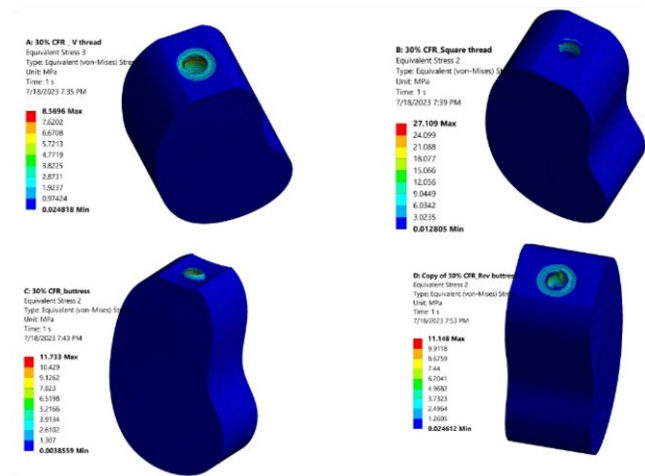 A: 30% CFR _ V thread
Equivalent Stress 3
Type: Equivalent (von-Mises) Stre
Unit: MPa
Time: 1 s
7/18/2023 7:35 PM
8.5696 Max
7.6202
6.6708
5.7213
4.7719
3.8225
2.8731
1.9237
0.97424
0.024818 Min
B: 30% CFR_Square thread
Equivalent Stress 2
Type: Equivalent (von-Mises) Stre
Unit: MPa
Time: 1 s
7/18/2023 7:39 PM
27.109 Max
24.099
21.088
18.077
15.066
12.056
9.0449
6.0342
3.0235
0.012805 Min
C: 30% CFR_buttress
Equivalent Stress 2
Type: Equivalent (von-Mises) St
Unit: MPa
Time: 1 s
7/18/2023 7:43 PM
11.733 Max
10.429
9.1262
7.823
6.5198
5.2166
3.9134
2.6102
1.307
0.0038559 Min
D: Copy of 30% CFR_Rev buttres
Equivalent Stress 2
Type: Equivalent (von-Mises) Stre
Unit: MPa
Time: 1 s
7/18/2023 7:53 PM
11.148 Max
9.9118
8.6759
7.44
6.2041
4.9682
3.7323
2.4964
1.2605
0.024612 Min